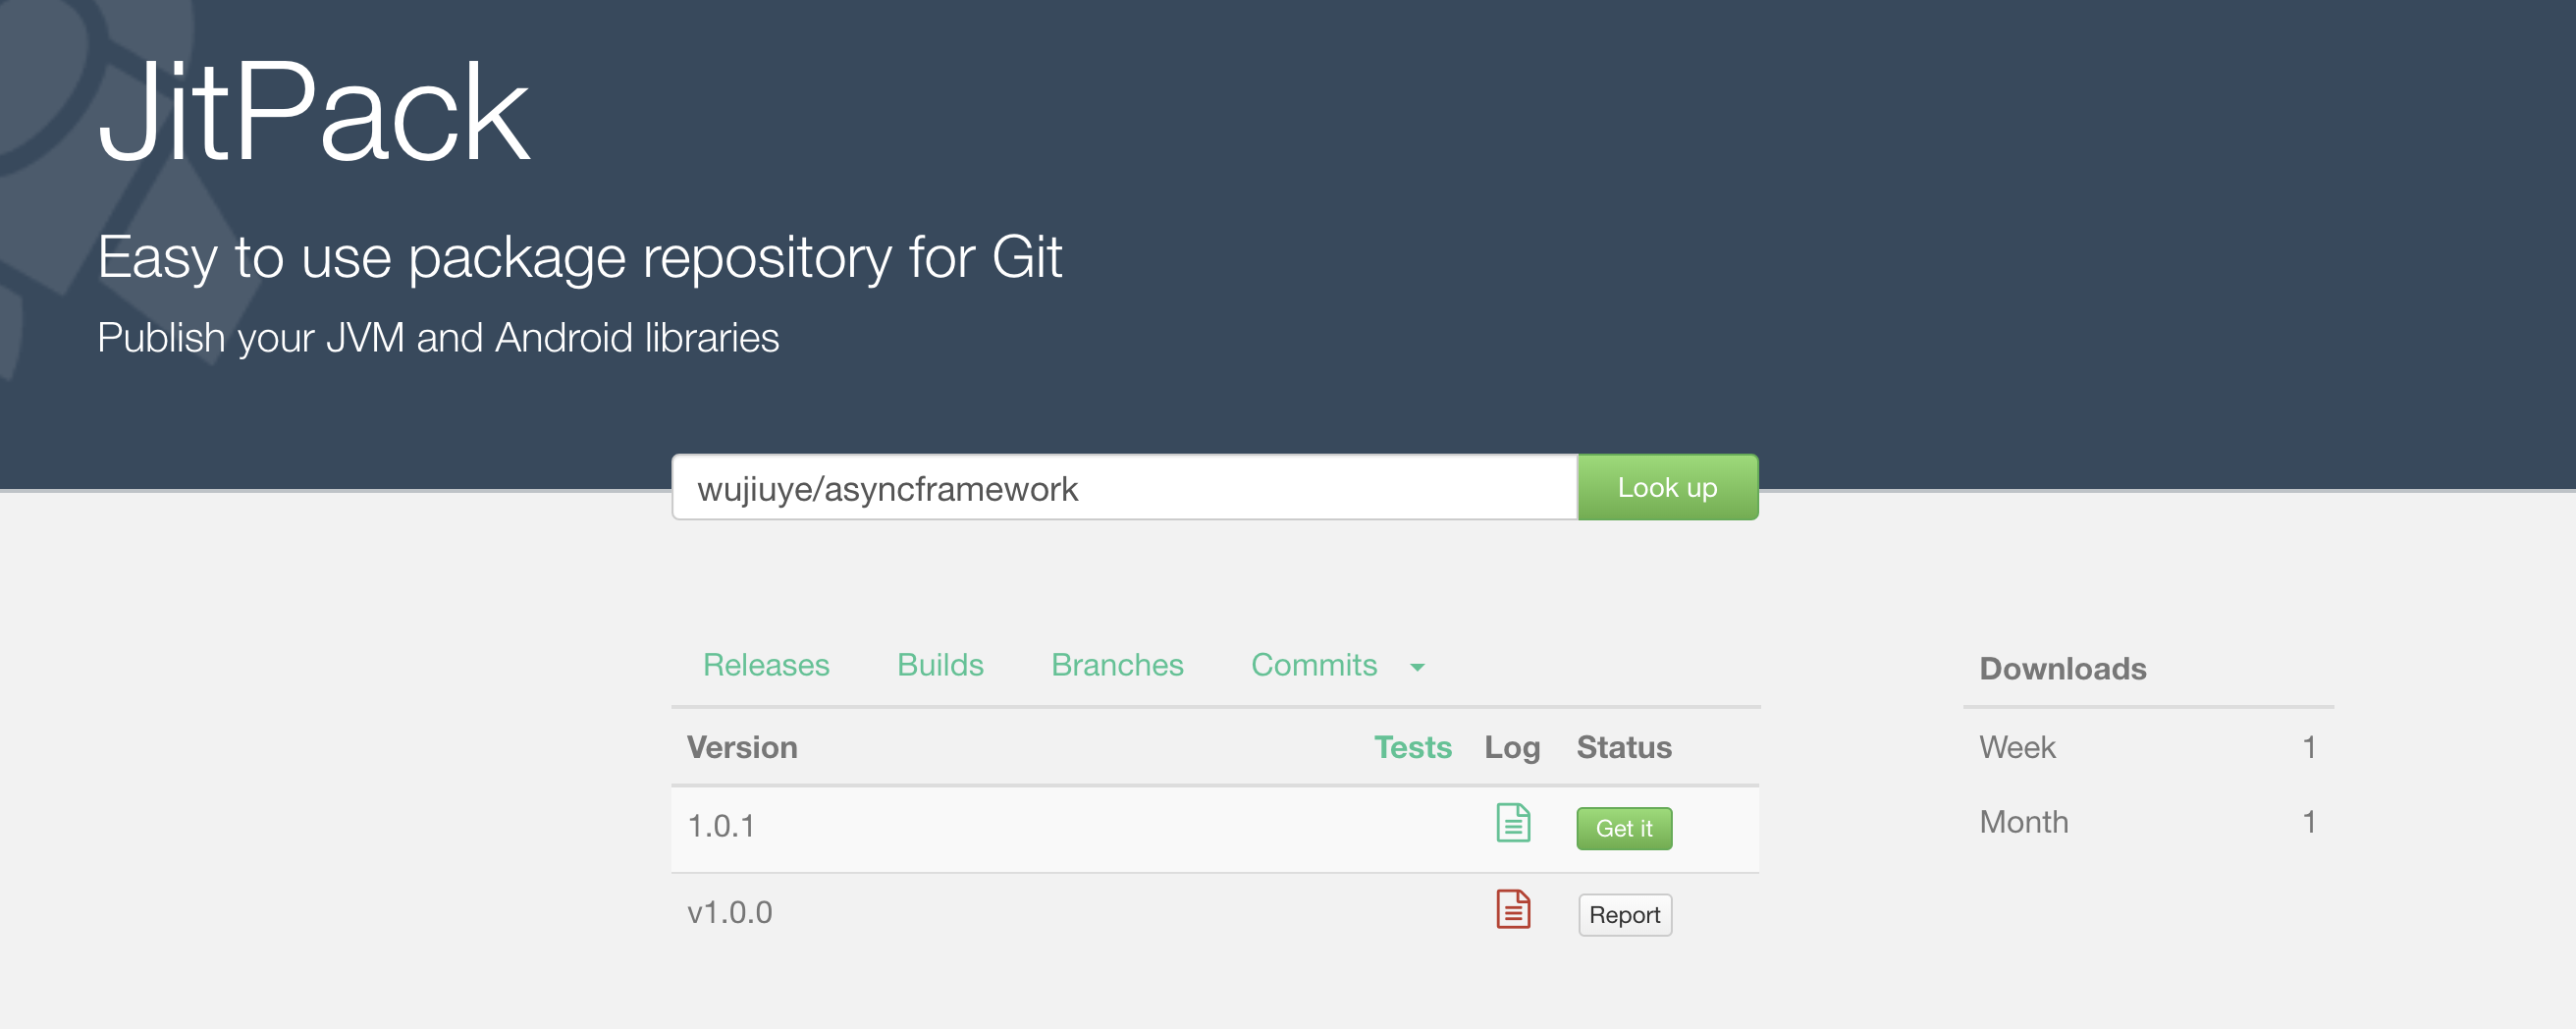 JitPack
Easy to use package repository for Git
Publish your JVM and Android libraries
wujiuye/asyncframework Look up
Releases Builds Branches Commits
Version Tests Log Status
1.0.1 Get it
v1.0.0 Report
Downloads
Week 1
Month 1